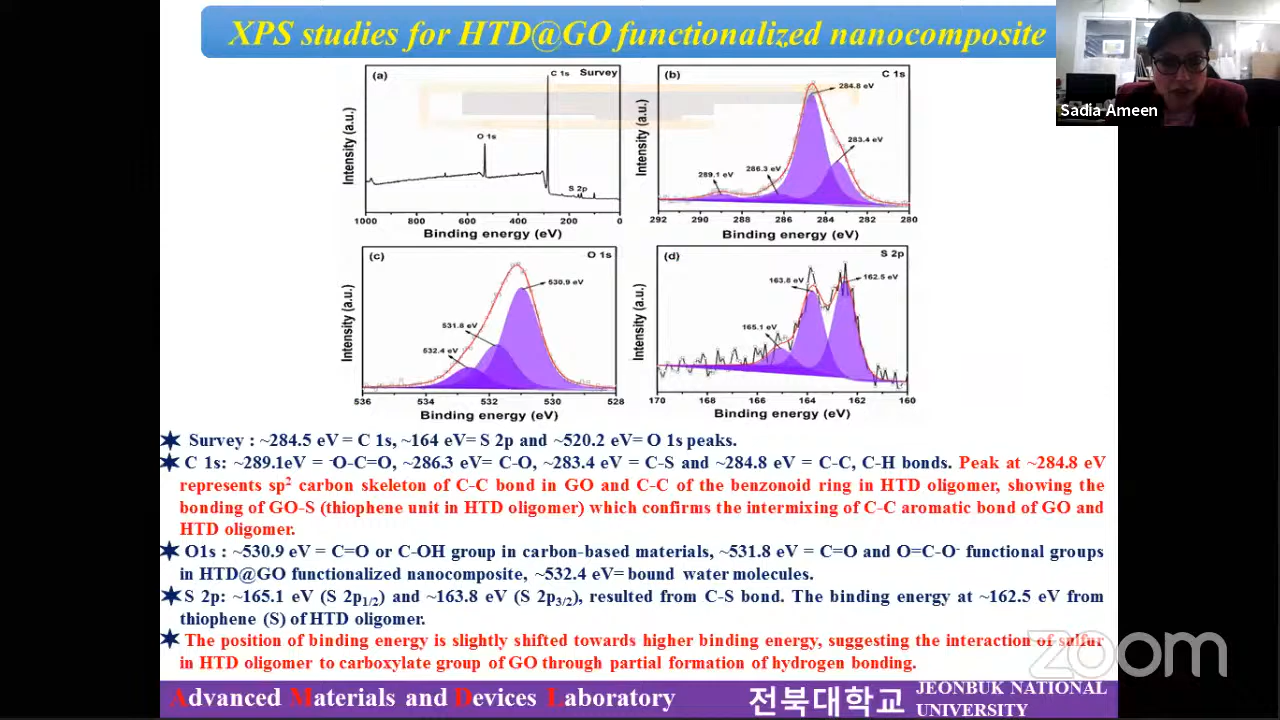 XPS studies for HTD@GO functionalized nanocomposite
Sadia Ameen
(a)
Survey
C 1s
O 1s
S 2p
Intensity (a.u.)
1000 800 600 400 200 0
Binding energy (eV)
(b)
C 1s
284.8 eV
283.4 eV
286.3 eV
289.1 eV
Intensity (a.u.)
292 290 288 286 284 282 280
Binding energy (eV)
(c)
O 1s
530.9 eV
531.8 eV
532.4 eV
Intensity (a.u.)
536 534 532 530 528
Binding energy (eV)
(d)
S 2p
163.8 eV
162.5 eV
165.1 eV
Intensity (a.u.)
170 168 166 164 162 160
Binding energy (eV)
Survey : ~284.5 eV = C 1s, ~164 eV= S 2p and ~520.2 eV= O 1s peaks.
C 1s: ~289.1eV = ⁻O-C=O, ~286.3 eV= C-O, ~283.4 eV = C-S and ~284.8 eV = C-C, C-H bonds. Peak at ~284.8 eV
represents sp² carbon skeleton of C-C bond in GO and C-C of the benzonoid ring in HTD oligomer, showing the
bonding of GO-S (thiophene unit in HTD oligomer) which confirms the intermixing of C-C aromatic bond of GO and
HTD oligomer.
O1s : ~530.9 eV = C=O or C-OH group in carbon-based materials, ~531.8 eV = C=O and O=C-O⁻ functional groups
in HTD@GO functionalized nanocomposite, ~532.4 eV= bound water molecules.
S 2p: ~165.1 eV (S 2p₁/₂) and ~163.8 eV (S 2p₃/₂), resulted from C-S bond. The binding energy at ~162.5 eV from
thiophene (S) of HTD oligomer.
The position of binding energy is slightly shifted towards higher binding energy, suggesting the interaction of sulfur
in HTD oligomer to carboxylate group of GO through partial formation of hydrogen bonding.
zoom
Advanced Materials and Devices Laboratory
전북대학교
JEONBUK NATIONAL
UNIVERSITY